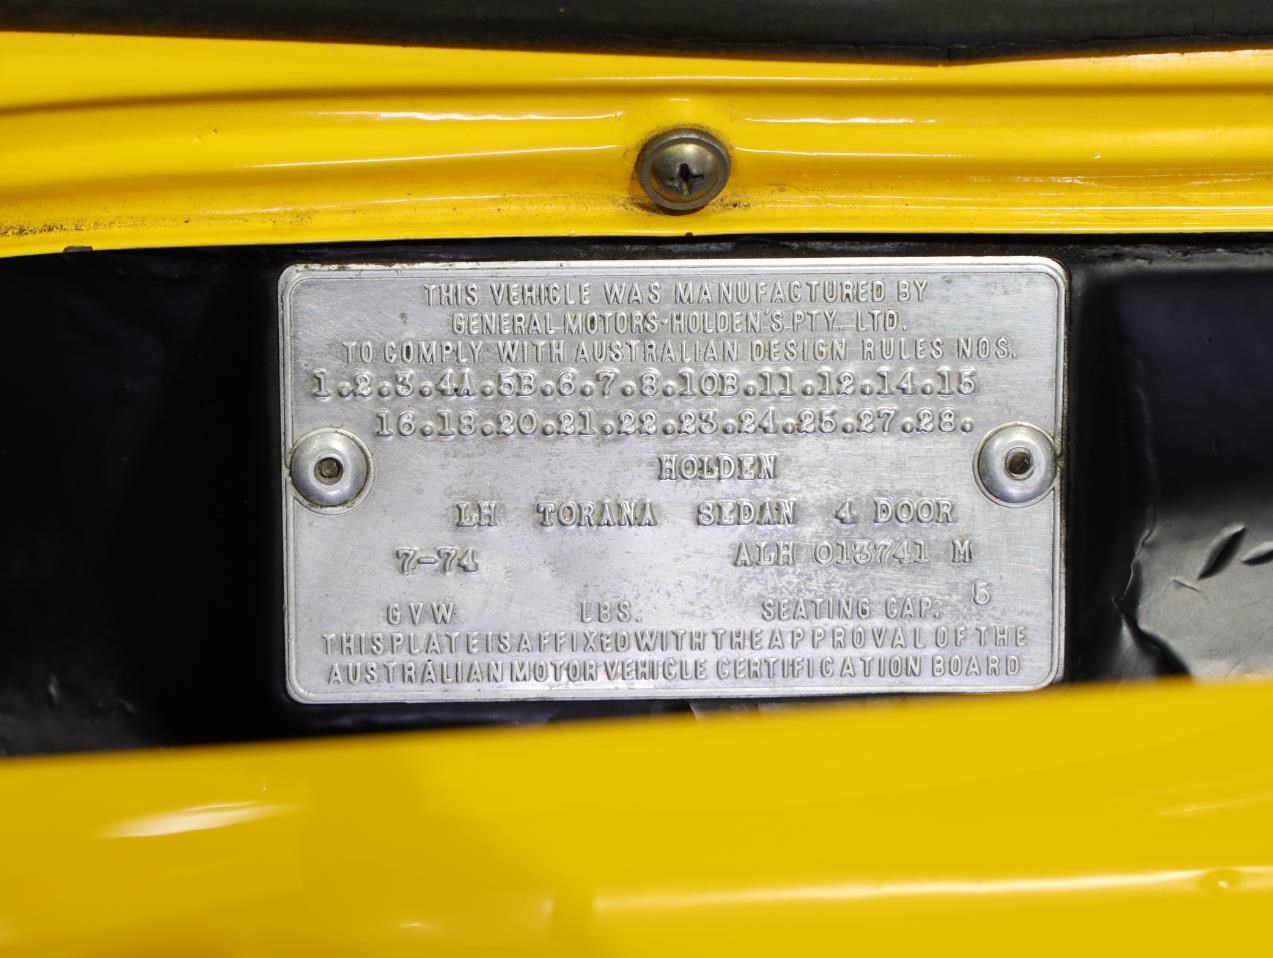 THIS VEHICLE WAS MANUFACTURED BY
GENERAL MOTORS-HOLDEN'S PTY. LTD.
TO COMPLY WITH AUSTRALIAN DESIGN RULES NOS.
1.2.3.4A.5B.6.7.8.10B.11.12.14.15
16.18.20.21.22.23.24.25.27.28.
HOLDEN
LH TORANA SEDAN 4 DOOR
7-74 ALH 013741 M
GVW LBS. SEATING CAP. 5
THIS PLATE IS AFFIXED WITH THE APPROVAL OF THE
AUSTRALIAN MOTOR VEHICLE CERTIFICATION BOARD